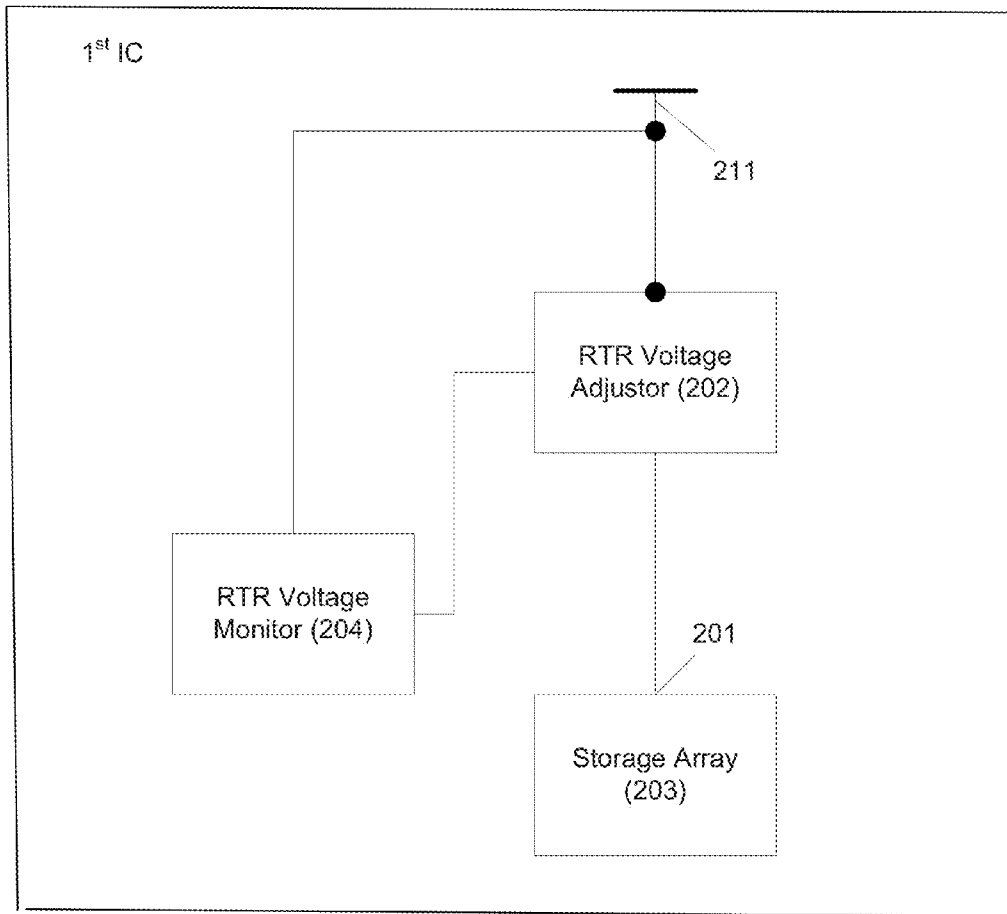 1st IC
211
RTR Voltage
Adjustor (202)
RTR Voltage
Monitor (204)
201
Storage Array
(203)